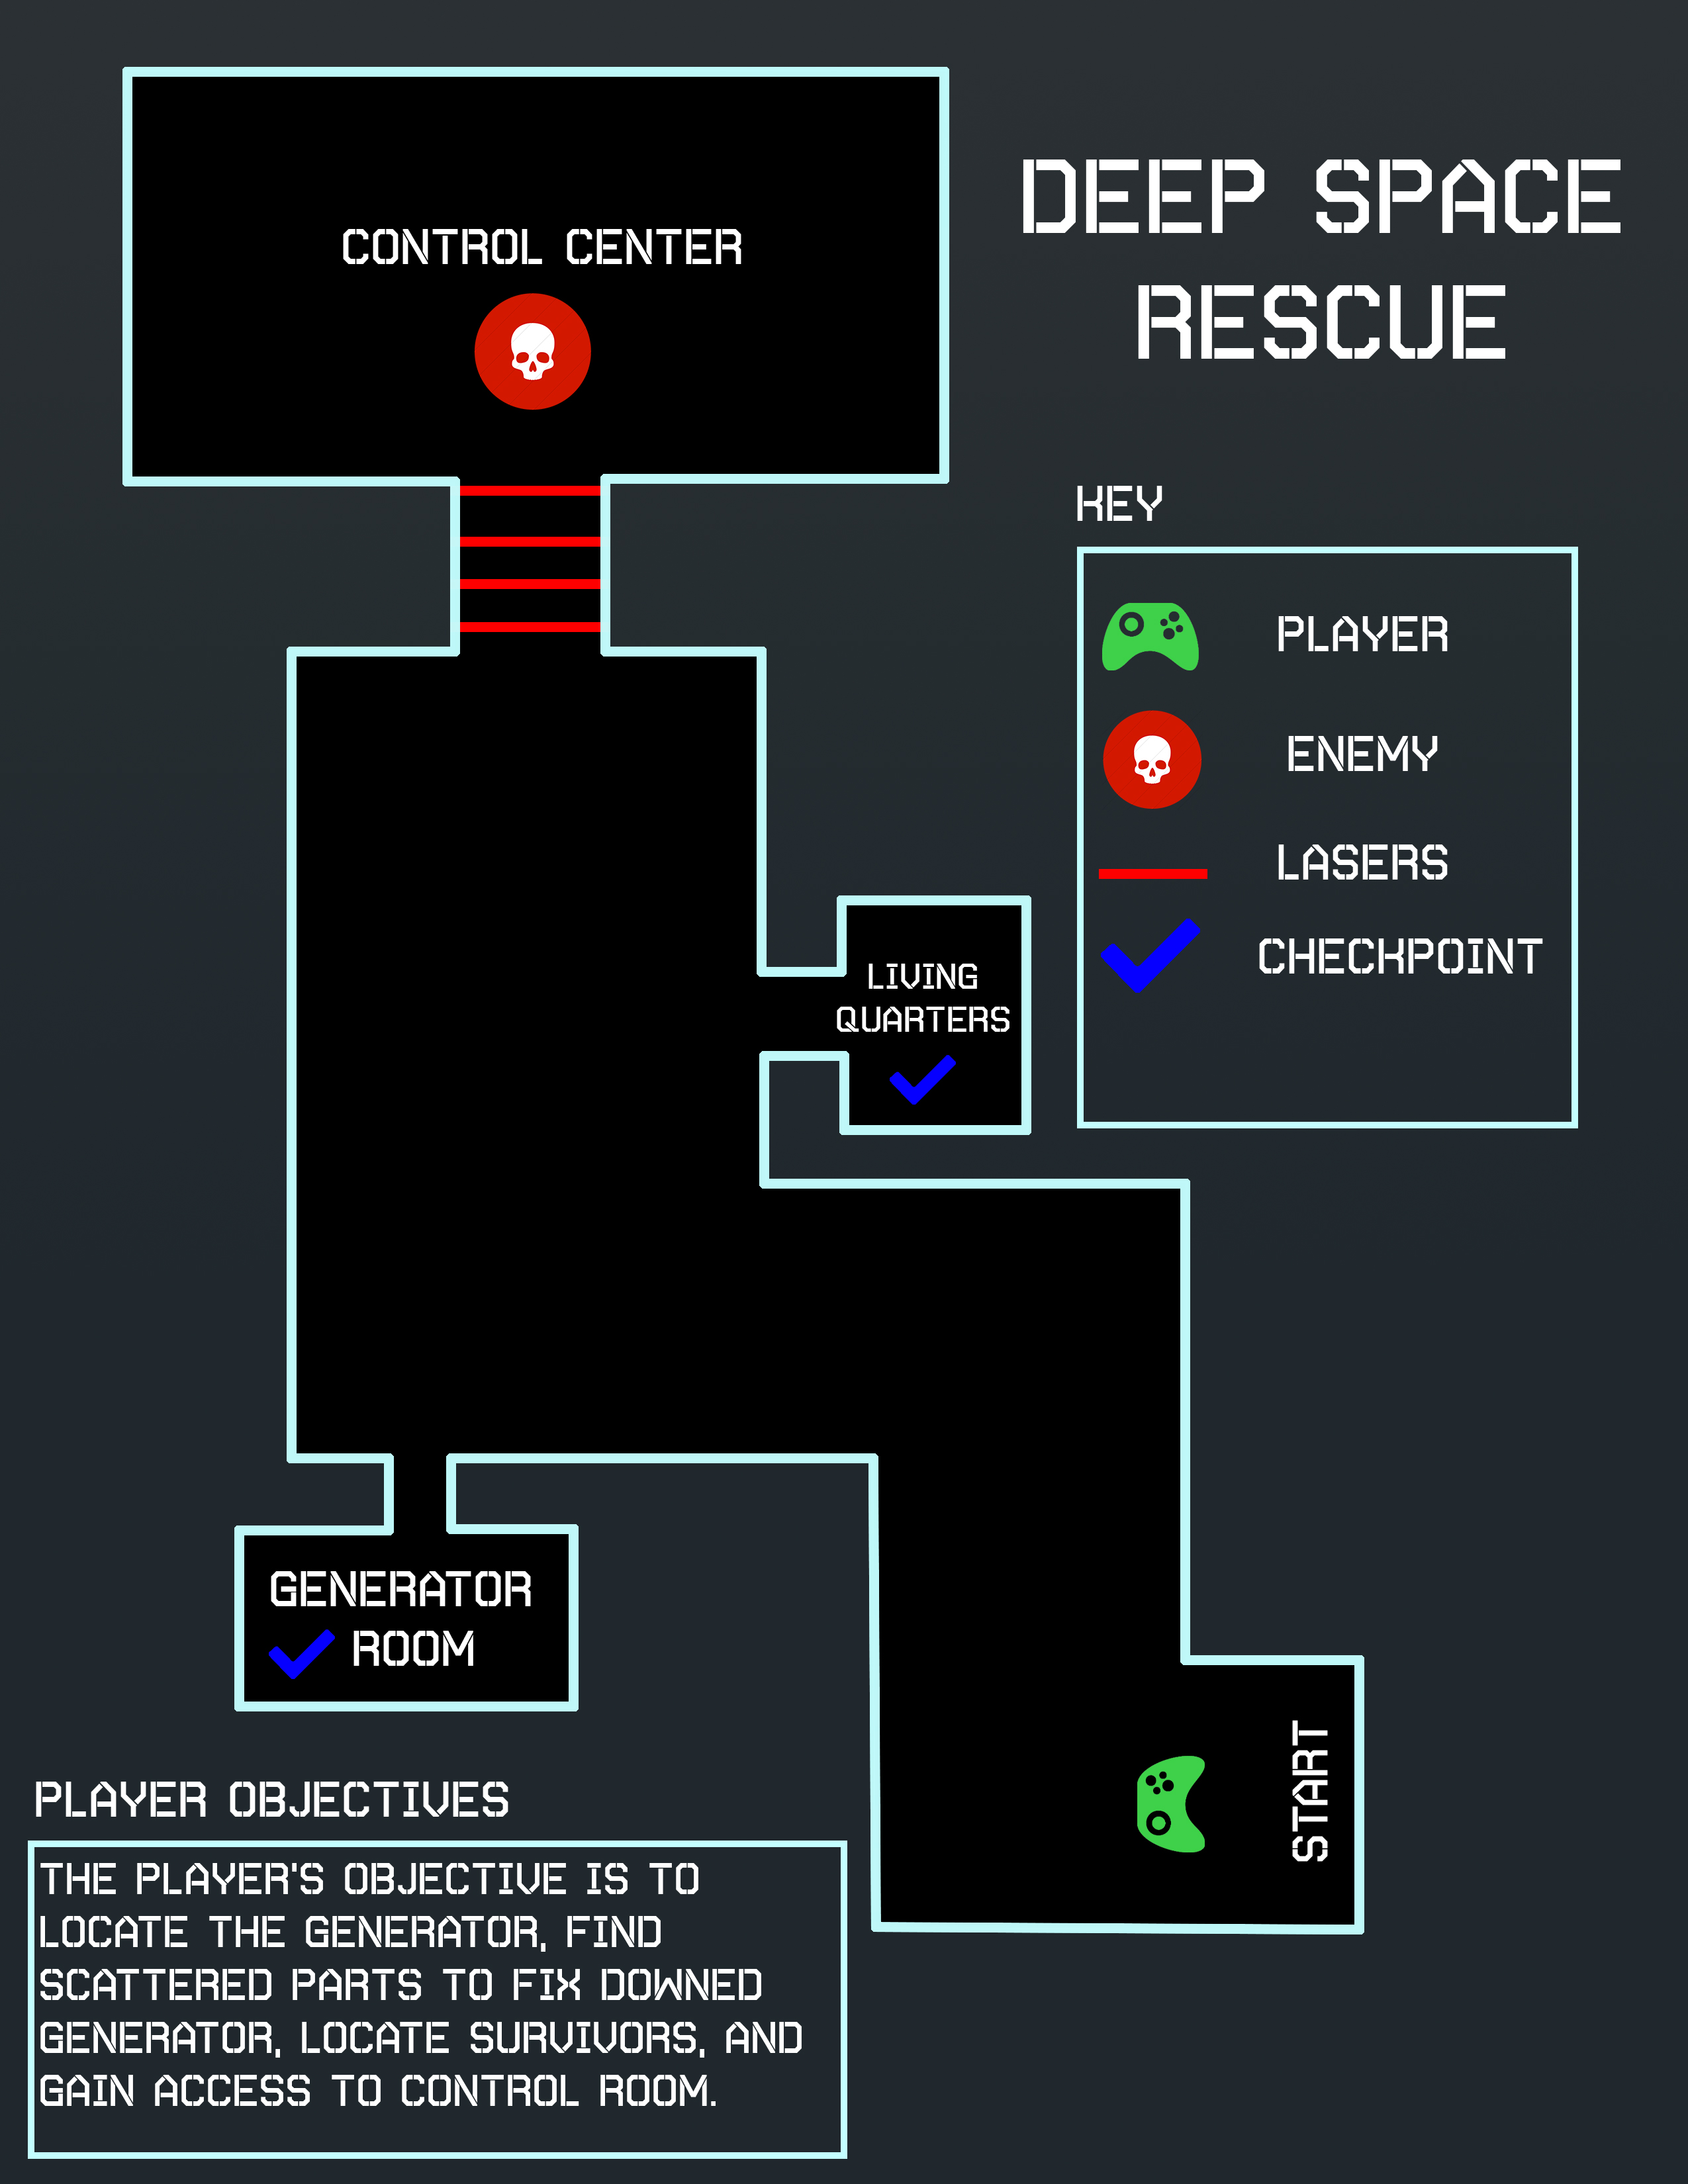 DEEP SPACE
RESCUE
CONTROL CENTER
KEY
PLAYER
ENEMY
LASERS
CHECKPOINT
LIVING
QUARTERS
GENERATOR
ROOM
START
PLAYER OBJECTIVES
THE PLAYER'S OBJECTIVE IS TO
LOCATE THE GENERATOR, FIND
SCATTERED PARTS TO FIX DOWNED
GENERATOR, LOCATE SURVIVORS, AND
GAIN ACCESS TO CONTROL ROOM.